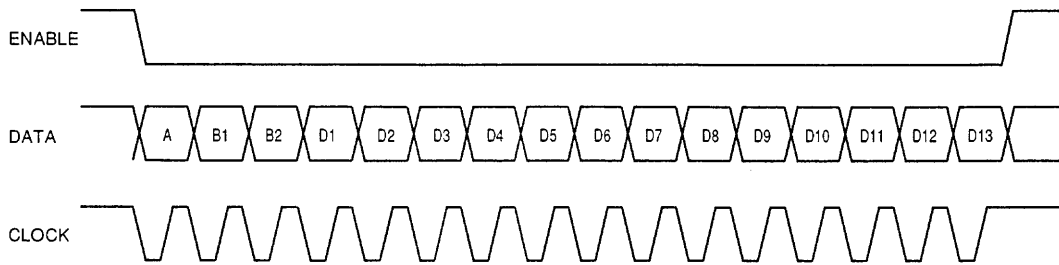 ENABLE
DATA A B1 B2 D1 D2 D3 D4 D5 D6 D7 D8 D9 D10 D11 D12 D13
CLOCK